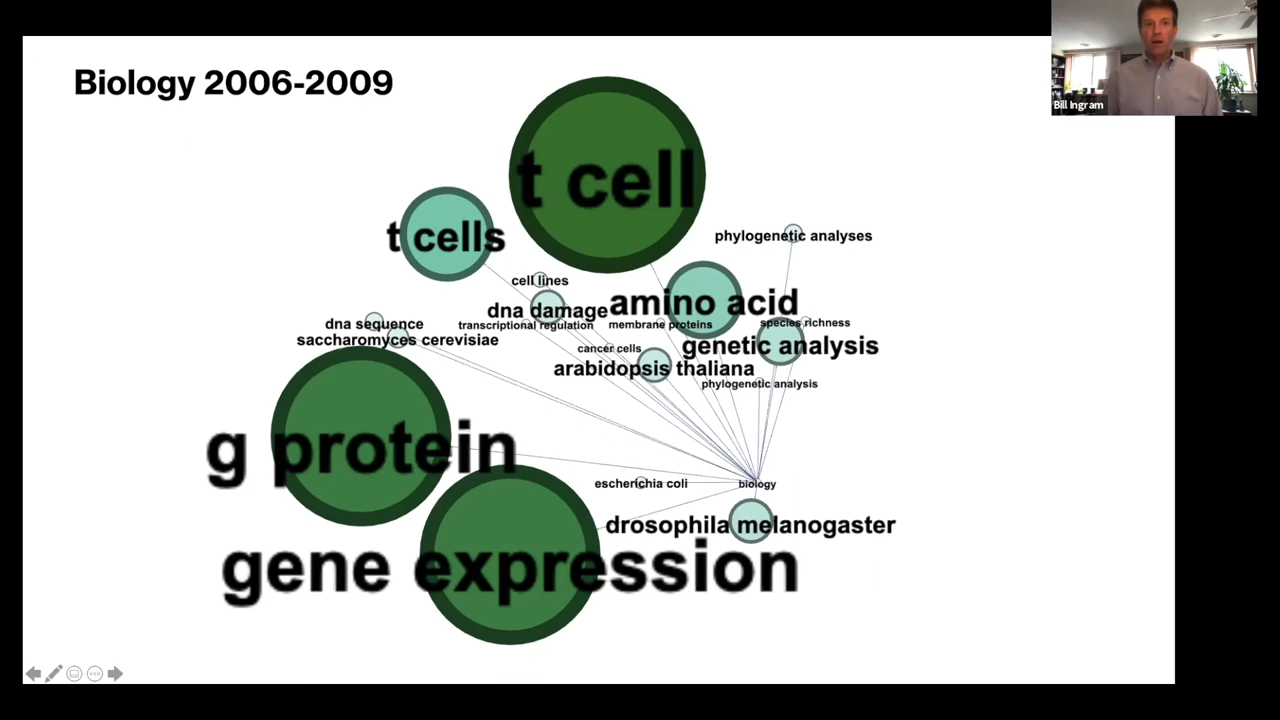 Biology 2006-2009
Bill Ingram
t cell
t cells
phylogenetic analyses
cell lines
amino acid
dna damage
dna sequence
transcriptional regulation
membrane proteins
species richness
saccharomyces cerevisiae
cancer cells
genetic analysis
arabidopsis thaliana
phylogenetic analysis
g protein
escherichia coli
biology
drosophila melanogaster
gene expression